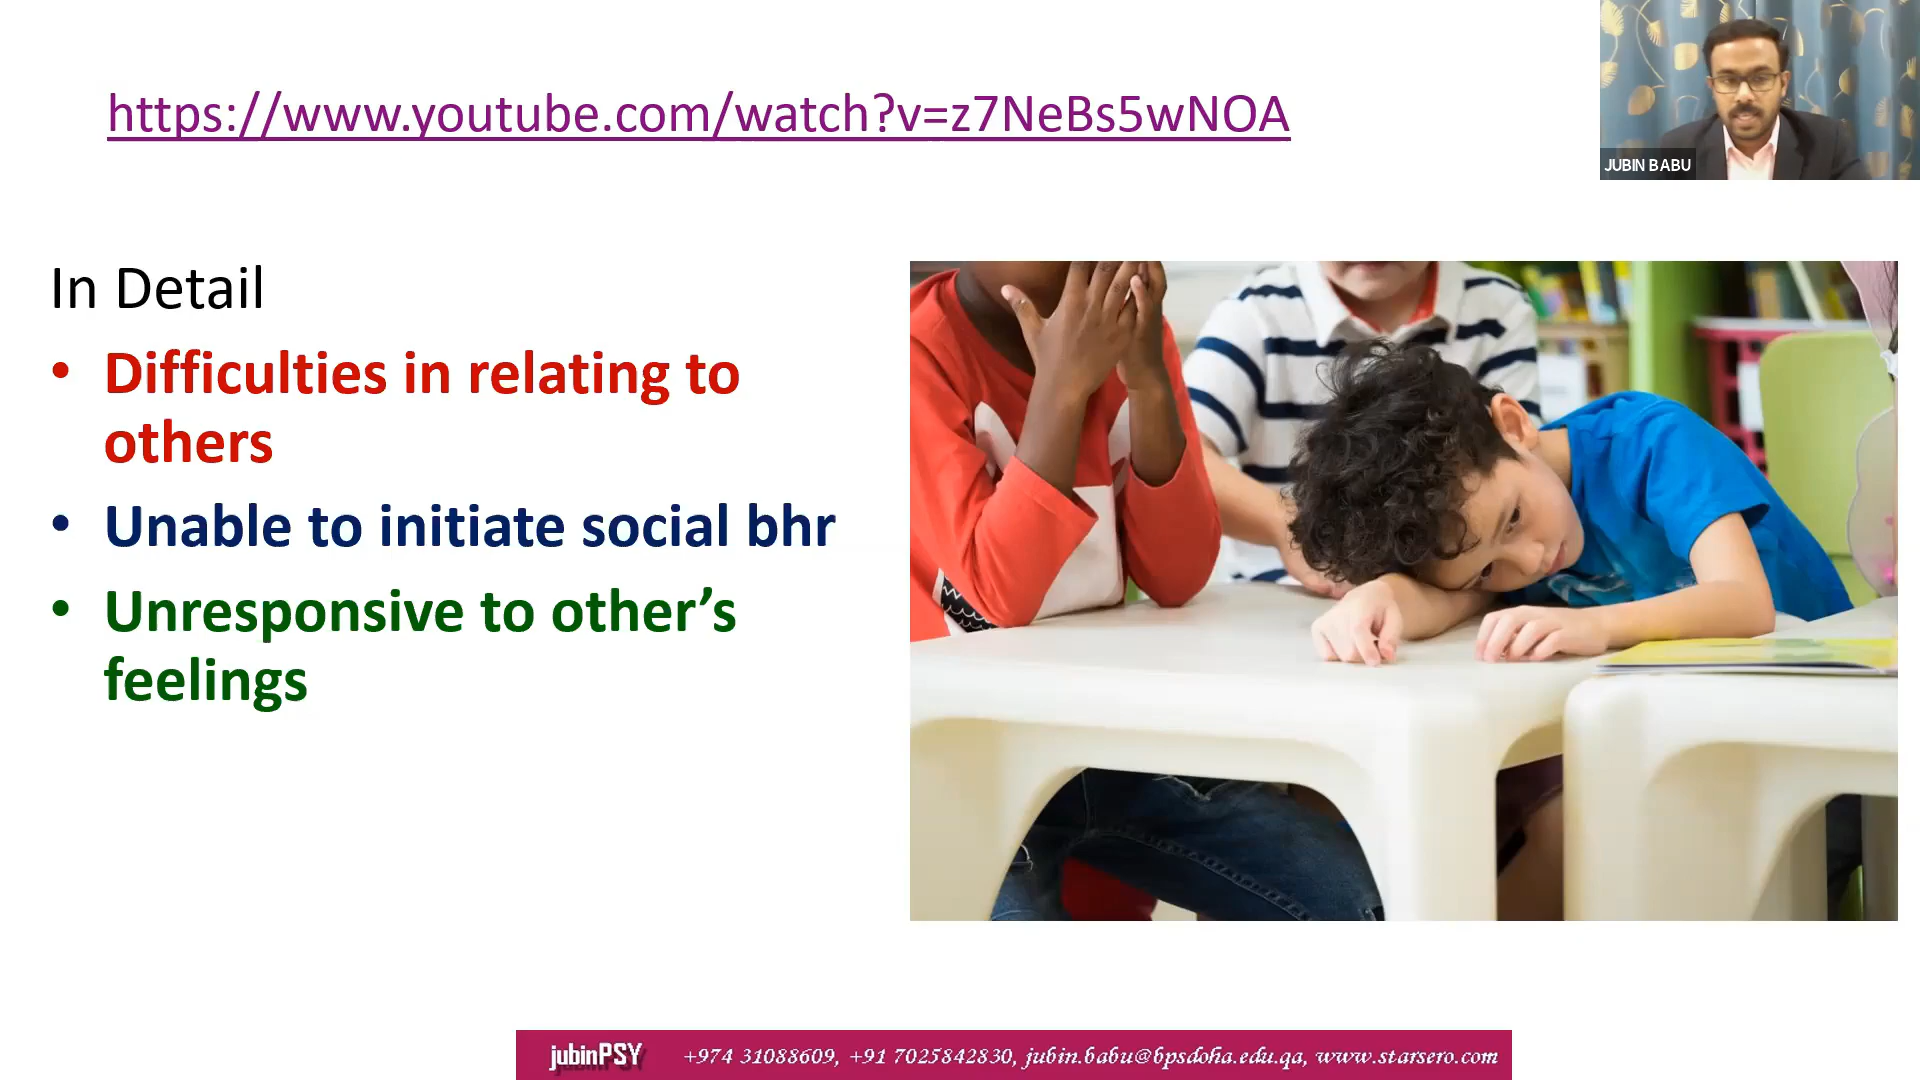 https://www.youtube.com/watch?v=z7NeBs5wNOA
JUBIN BABU
In Detail
• Difficulties in relating to
others
• Unable to initiate social bhr
• Unresponsive to other’s
feelings
jubinPSY +974 31088609, +91 7025842830, jubin.babu@bpsdoha.edu.qa, www.starsero.com